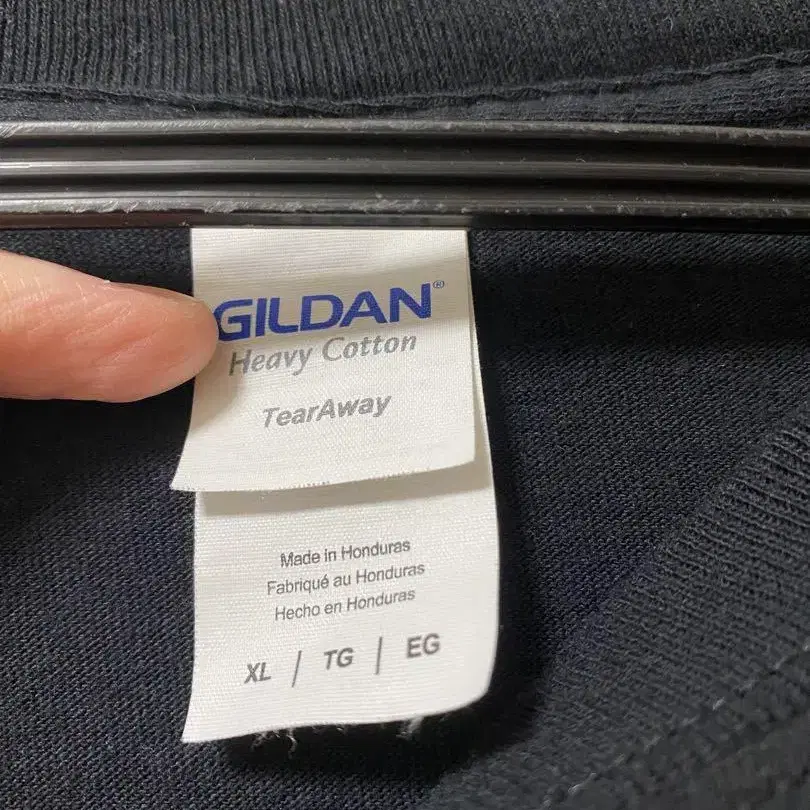 GILDAN®
Heavy Cotton
TearAway
Made in Honduras
Fabriqué au Honduras
Hecho en Honduras
XL / TG | EG